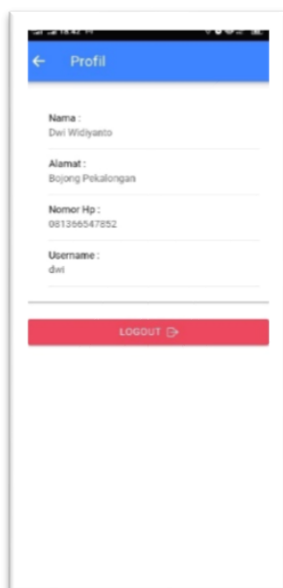 Profil
Nama :
Dwi Widiyanto
Alamat :
Bojong Pekalongan
Nomor Hp :
081366547852
Username :
dwi
LOGOUT